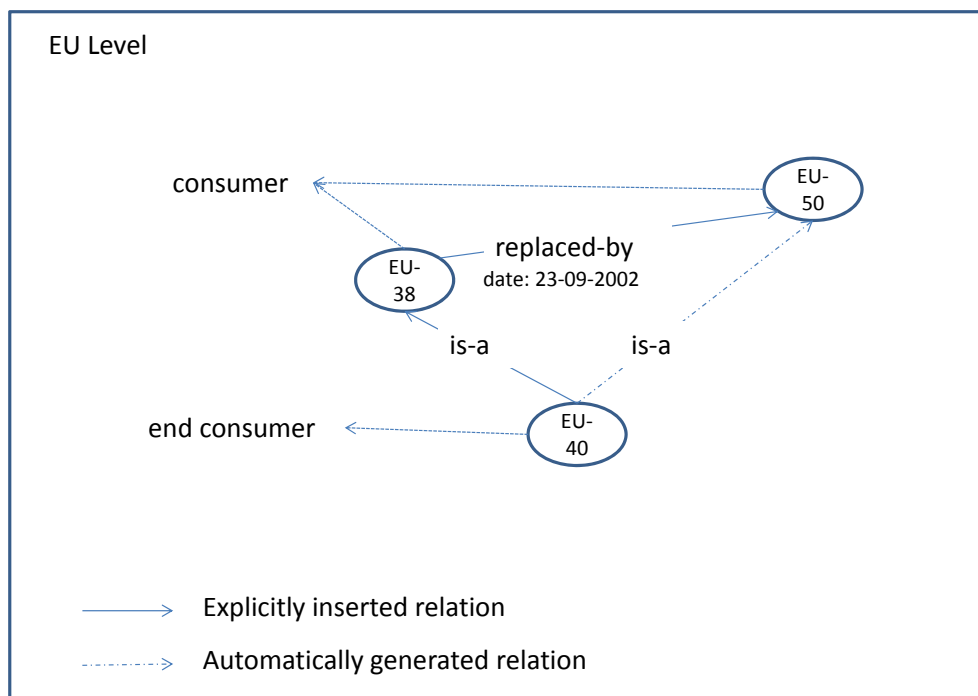 EU Level
consumer
EU-
50
replaced-by
date: 23-09-2002
EU-
38
is-a
is-a
end consumer
EU-
40
Explicitly inserted relation
Automatically generated relation